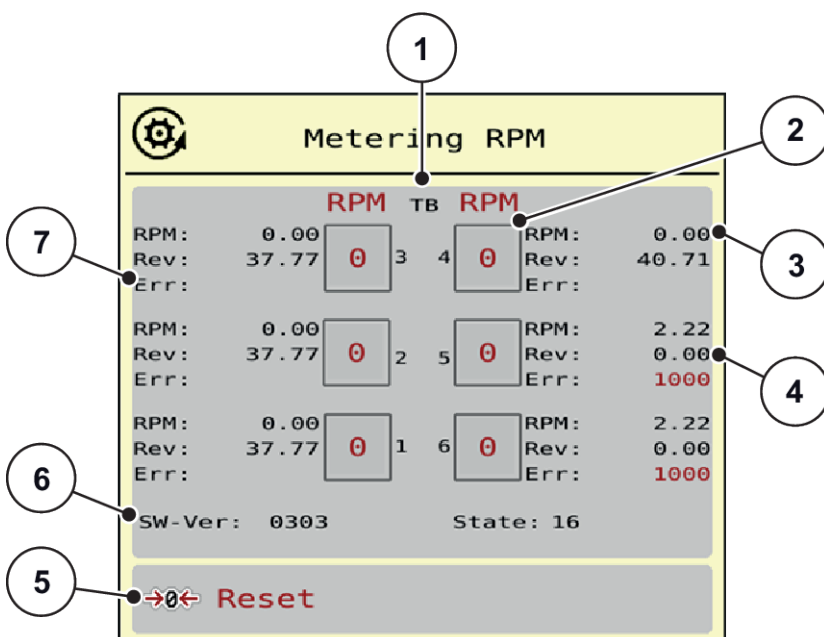 1
Metering RPM
2
RPM TB RPM
RPM: 0.00 0 3 4 0 RPM: 0.00
Rev: 37.77 Rev: 40.71
Err: Err:
7
3
RPM: 0.00 0 2 5 0 RPM: 2.22
Rev: 37.77 Rev: 0.00
Err: Err: 1000
4
RPM: 0.00 0 1 6 0 RPM: 2.22
Rev: 37.77 Rev: 0.00
Err: Err: 1000
6
SW-Ver: 0303 State: 16
5
→0← Reset